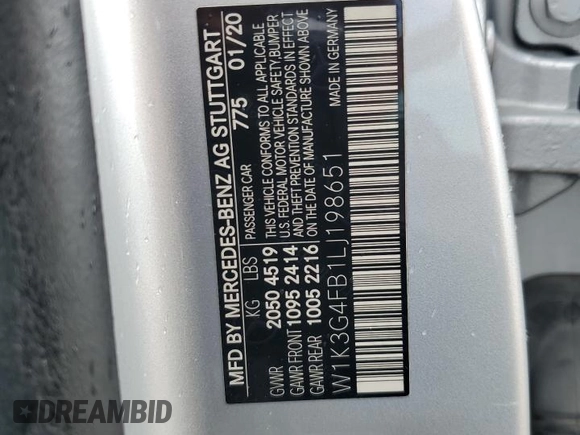 MFD BY MERCEDES-BENZ AG STUTTGART
775 01/20
KG LBS PASSENGER CAR
GVWR 2050 4519
GAWR FRONT 1095 2414
GAWR REAR 1005 2216
THIS VEHICLE CONFORMS TO ALL APPLICABLE
U.S. FEDERAL MOTOR VEHICLE SAFETY, BUMPER
AND THEFT PREVENTION STANDARDS IN EFFECT
ON THE DATE OF MANUFACTURE SHOWN ABOVE
W1K3G4FB1LJ198651 MADE IN GERMANY
DREAMBID